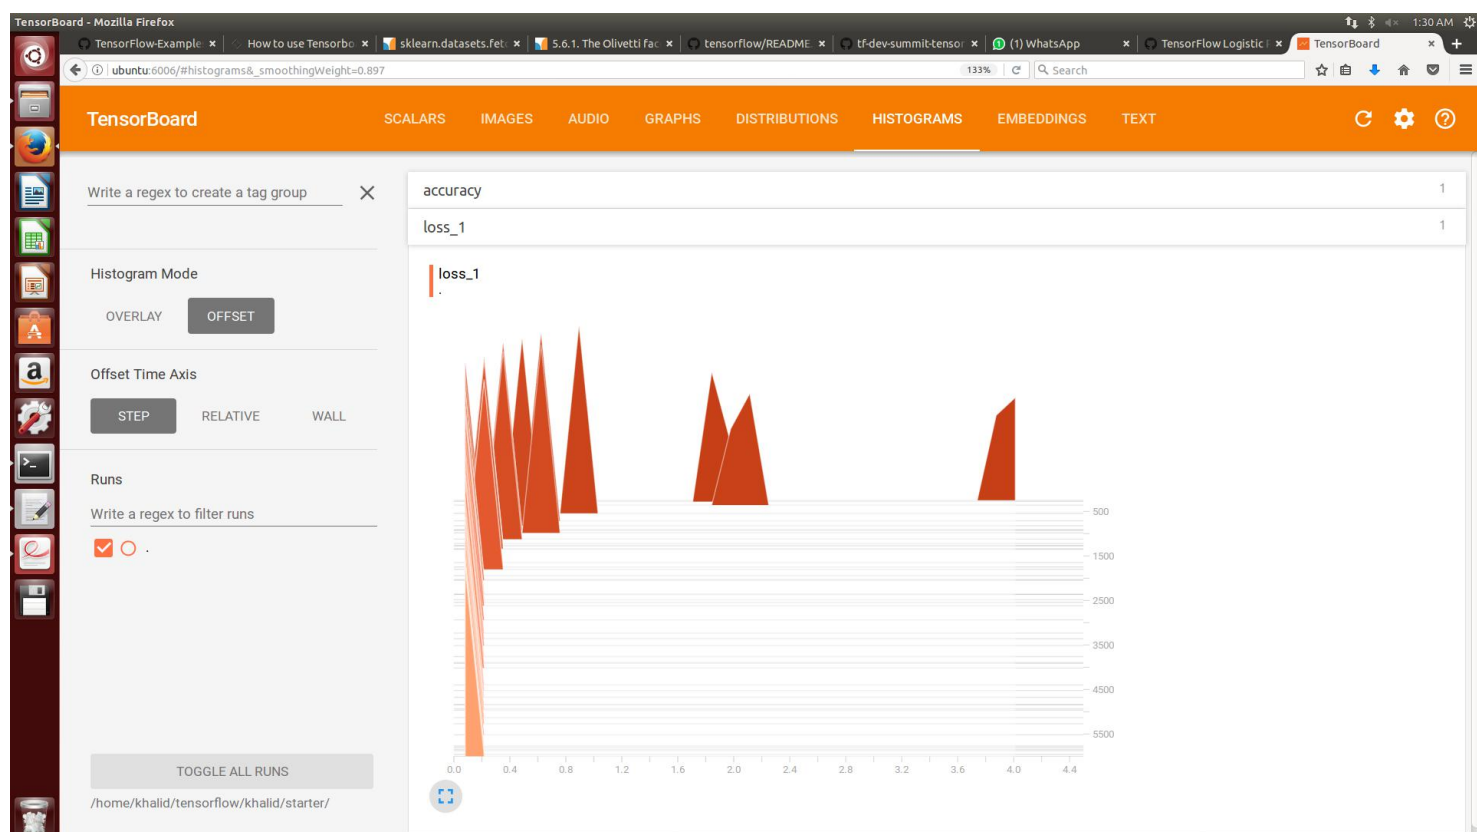 TensorBoard - Mozilla Firefox
1:30 AM
TensorFlow-Example
How to use Tensorbo
sklearn.datasets.fetc
5.6.1. The Olivetti fac
tensorflow/README.
tf-dev-summit-tensor
(1) WhatsApp
TensorFlow Logistic R
TensorBoard
ubuntu:6006/#histograms&_smoothingWeight=0.897
133%
Search
TensorBoard
SCALARS
IMAGES
AUDIO
GRAPHS
DISTRIBUTIONS
HISTOGRAMS
EMBEDDINGS
TEXT
Write a regex to create a tag group
Histogram Mode
OVERLAY
OFFSET
Offset Time Axis
STEP
RELATIVE
WALL
Runs
Write a regex to filter runs
.
TOGGLE ALL RUNS
/home/khalid/tensorflow/khalid/starter/
accuracy
1
loss_1
1
loss_1
.
500
1500
2500
3500
4500
5500
0.0 0.4 0.8 1.2 1.6 2.0 2.4 2.8 3.2 3.6 4.0 4.4